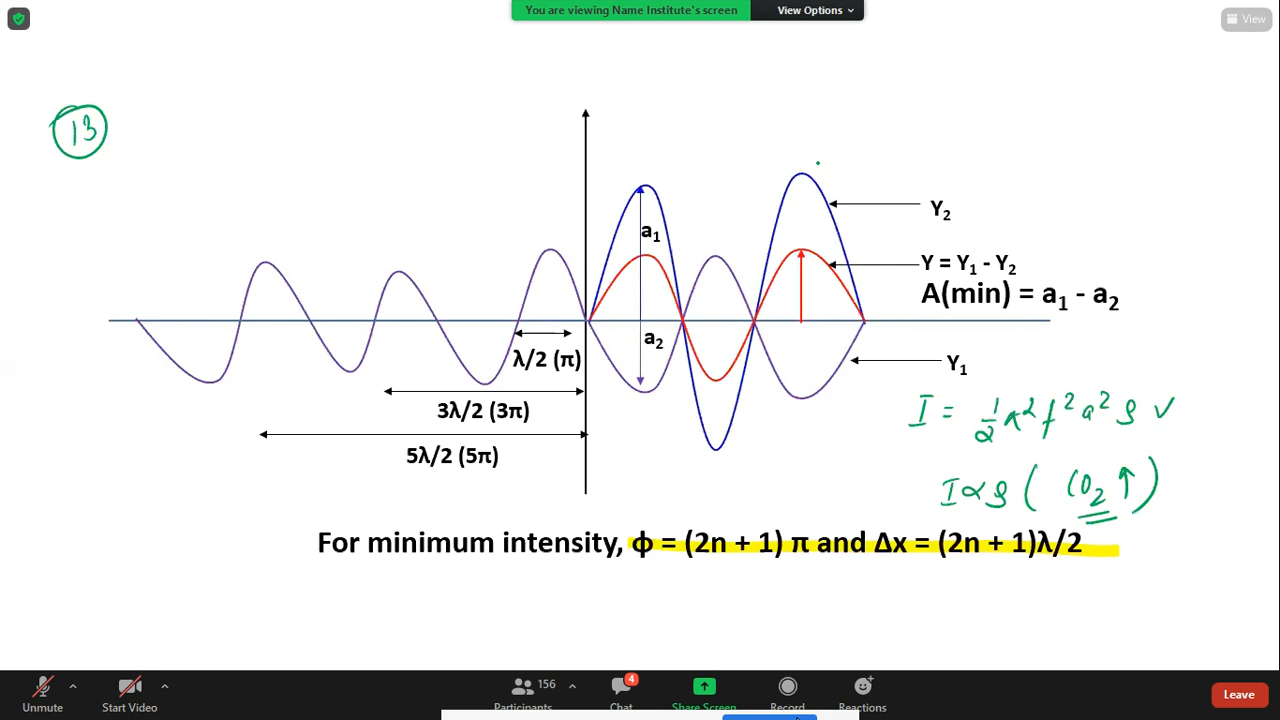 You are viewing Name Institute's screen
View Options
View
13
a₁
Y₂
Y = Y₁ - Y₂
A(min) = a₁ - a₂
a₂
λ/2 (π)
Y₁
3λ/2 (3π)
5λ/2 (5π)
I = 1/2 π² f² a² ρ v
I ∝ ρ ( CO₂ ↑ )
For minimum intensity, ϕ = (2n + 1) π and Δx = (2n + 1)λ/2
Unmute
Start Video
156
Participants
4
Chat
Share Screen
Record
Reactions
Leave